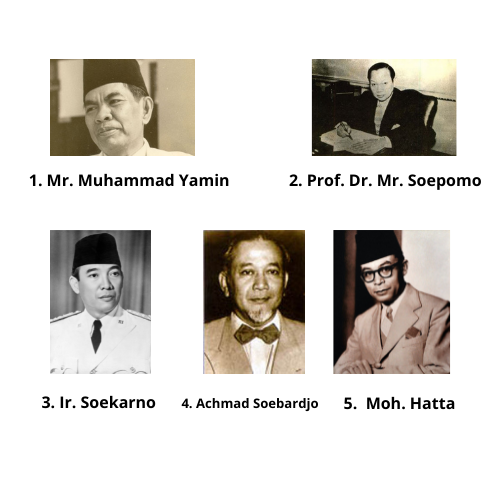 1. Mr. Muhammad Yamin
2. Prof. Dr. Mr. Soepomo
3. Ir. Soekarno
4. Achmad Soebardjo
5. Moh. Hatta